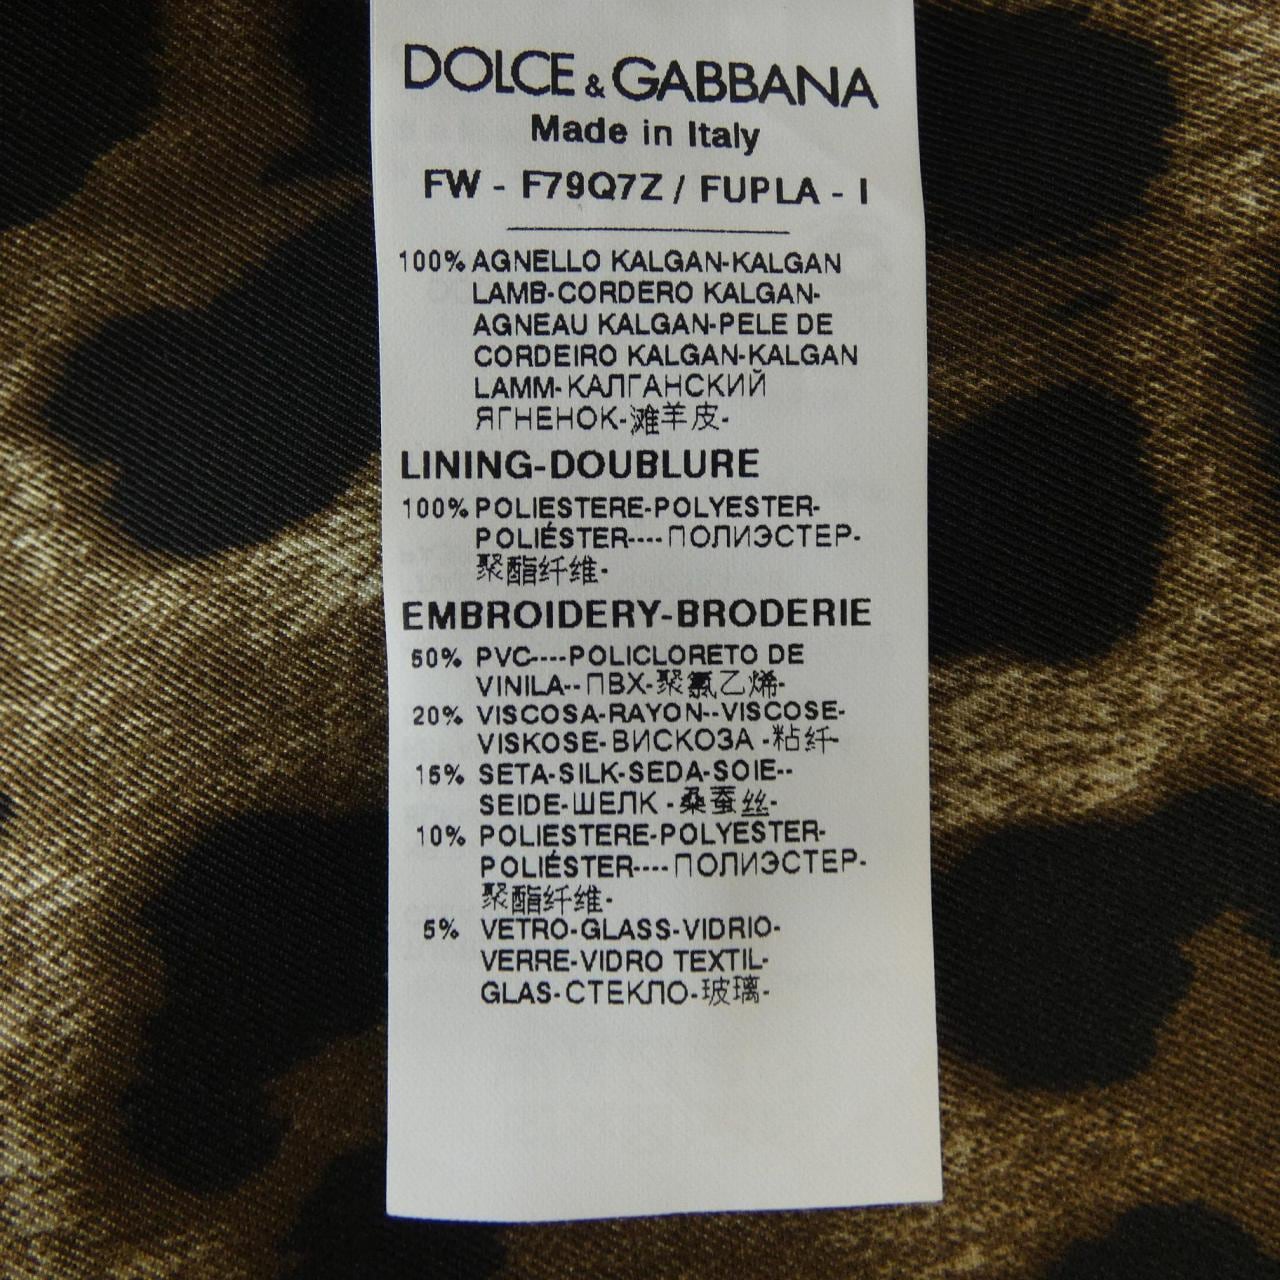 DOLCE & GABBANA
Made in Italy
FW - F79Q7Z / FUPLA - I
100% AGNELLO KALGAN-KALGAN
LAMB-CORDERO KALGAN-
AGNEAU KALGAN-PELE DE
CORDEIRO KALGAN-KALGAN
LAMM-КАЛГАНСКИЙ
ЯГНЕНОК-滩羊皮-
LINING-DOUBLURE
100% POLIESTERE-POLYESTER-
POLIÉSTER----ПОЛИЭСТЕР-
聚酯纤维-
EMBROIDERY-BRODERIE
50% PVC----POLICLORETO DE
VINILA--ПВХ-聚氯乙烯-
20% VISCOSA-RAYON--VISCOSE-
VISKOSE-ВИСКОЗА -粘纤-
15% SETA-SILK-SEDA-SOIE--
SEIDE-ШЕЛК -桑蚕丝-
10% POLIESTERE-POLYESTER-
POLIÉSTER----ПОЛИЭСТЕР-
聚酯纤维-
5% VETRO-GLASS-VIDRIO-
VERRE-VIDRO TEXTIL-
GLAS-СТЕКЛО-玻璃-